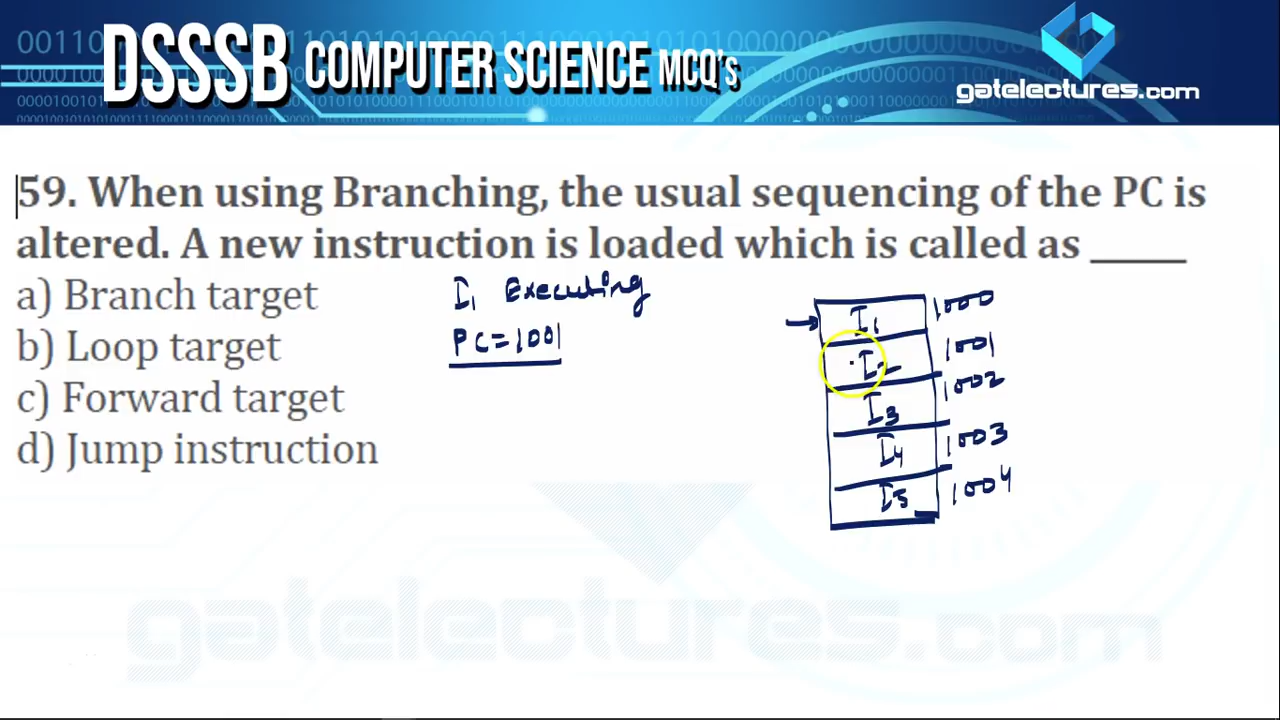 DSSSB COMPUTER SCIENCE MCQ's
gatelectures.com
59. When using Branching, the usual sequencing of the PC is
altered. A new instruction is loaded which is called as _____
a) Branch target
b) Loop target
c) Forward target
d) Jump instruction
I1 Executing
PC=1001
I1 1000
I2 1001
I3 1002
I4 1003
I5 1004
gatelectures.com